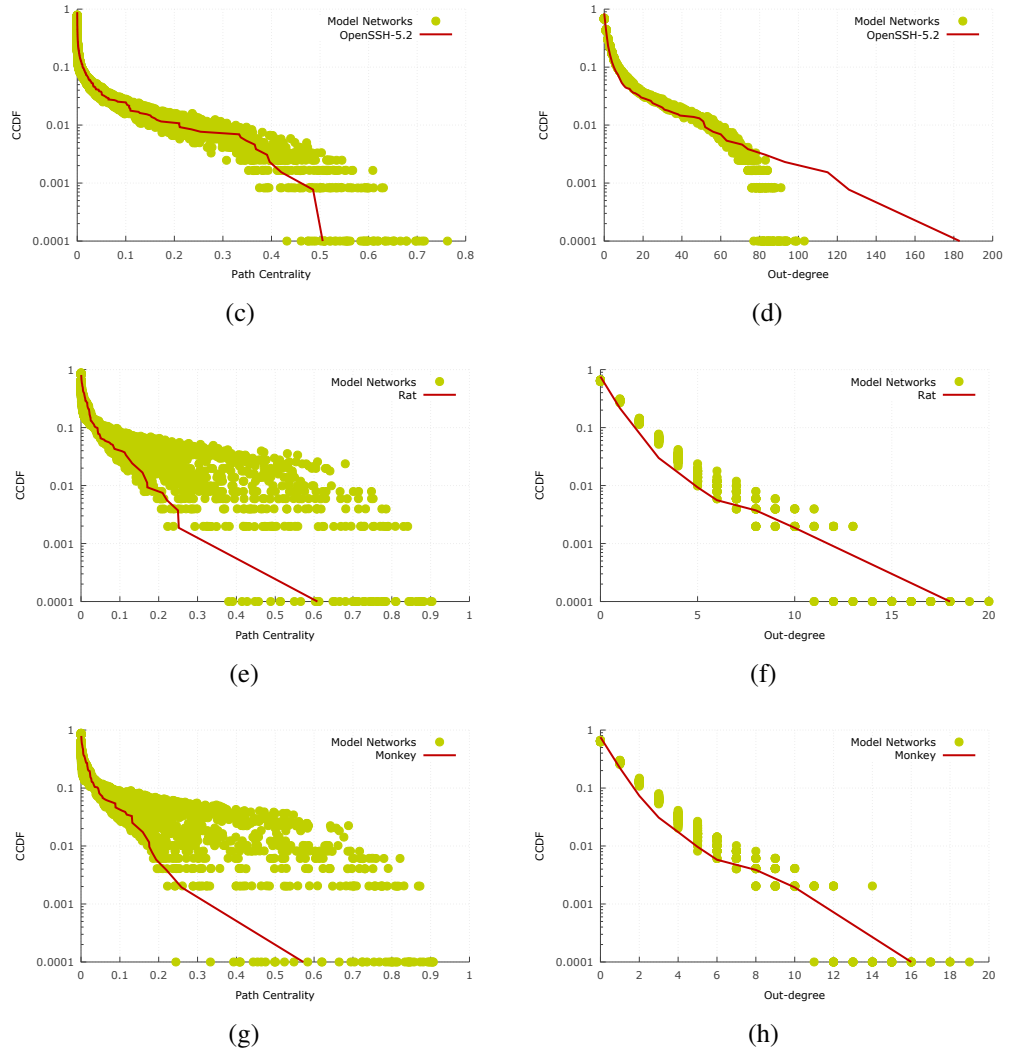 Model Networks
OpenSSH-5.2
CCDF
1
0.1
0.01
0.001
0.0001
0 0.1 0.2 0.3 0.4 0.5 0.6 0.7 0.8
Path Centrality
(c)
Model Networks
OpenSSH-5.2
CCDF
1
0.1
0.01
0.001
0.0001
0 20 40 60 80 100 120 140 160 180 200
Out-degree
(d)
Model Networks
Rat
CCDF
1
0.1
0.01
0.001
0.0001
0 0.1 0.2 0.3 0.4 0.5 0.6 0.7 0.8 0.9 1
Path Centrality
(e)
Model Networks
Rat
CCDF
1
0.1
0.01
0.001
0.0001
0 5 10 15 20
Out-degree
(f)
Model Networks
Monkey
CCDF
1
0.1
0.01
0.001
0.0001
0 0.1 0.2 0.3 0.4 0.5 0.6 0.7 0.8 0.9 1
Path Centrality
(g)
Model Networks
Monkey
CCDF
1
0.1
0.01
0.001
0.0001
0 2 4 6 8 10 12 14 16 18 20
Out-degree
(h)